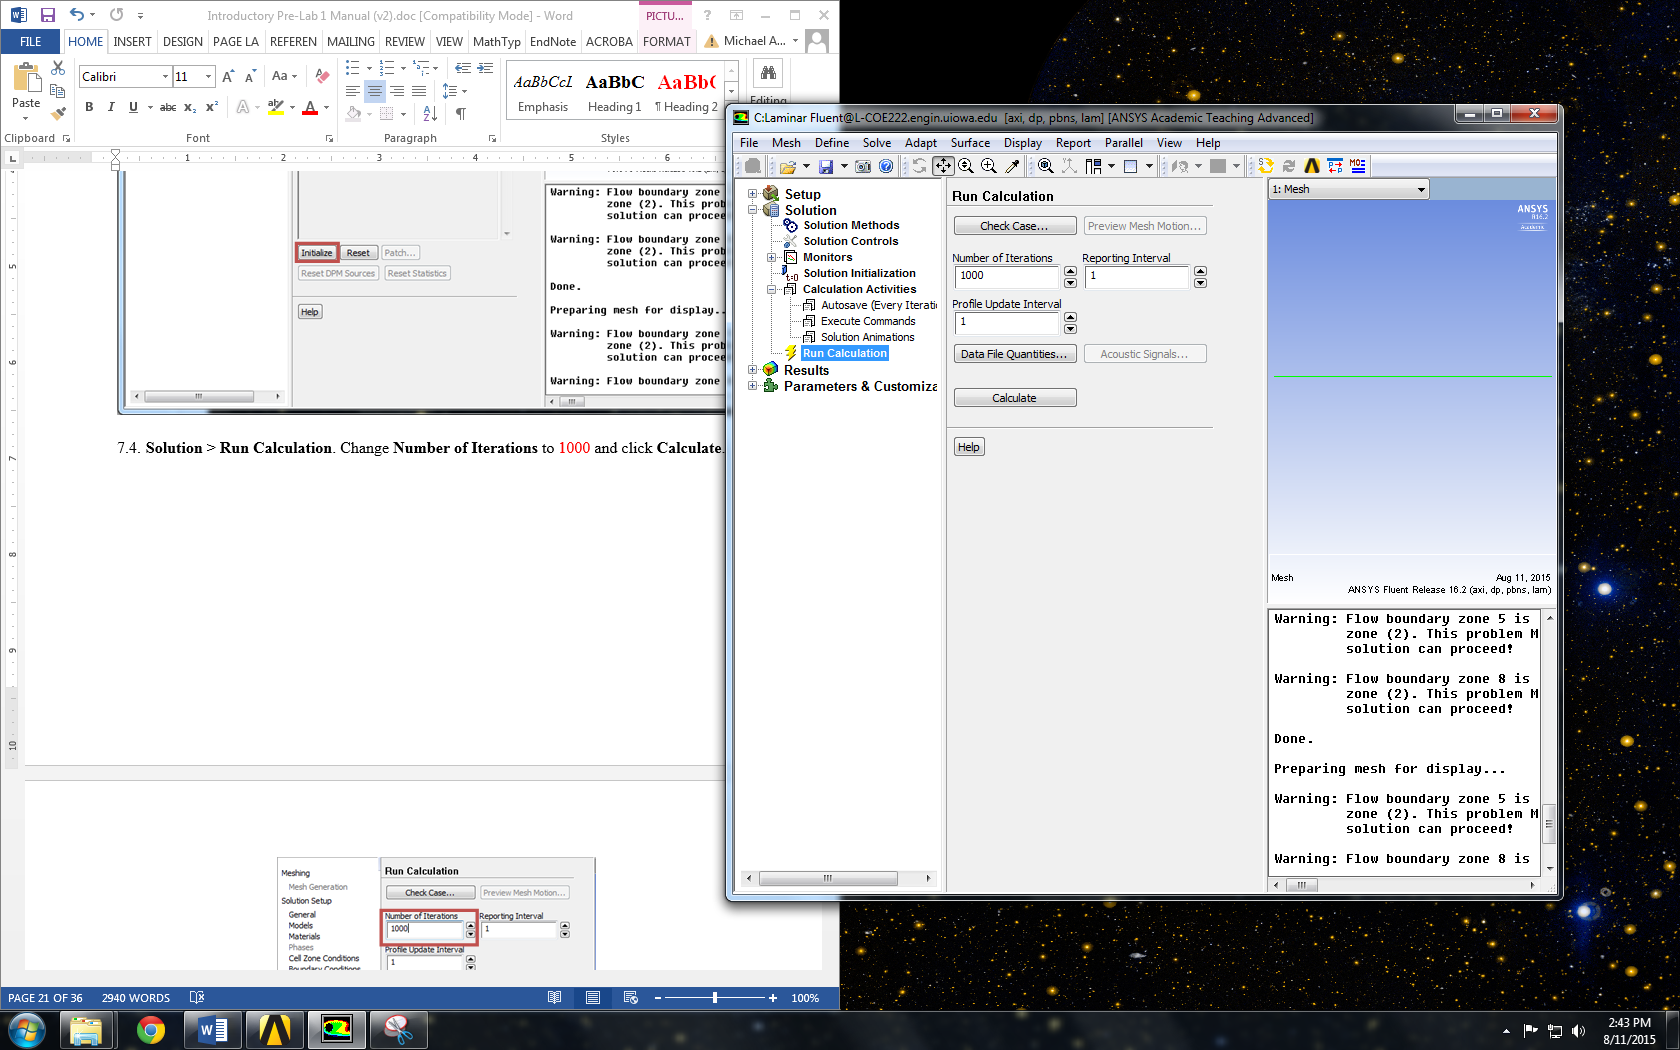 Introductory Pre-Lab 1 Manual (v2).doc [Compatibility Mode] - Word
PICTU...
FILE
HOME
INSERT
DESIGN
PAGE LA
REFEREN
MAILING
REVIEW
VIEW
MathTyp
EndNote
ACROBA
FORMAT
Michael A...
Paste
Calibri
11
AaBbCcI
AaBbC
AaBb(
Emphasis
Heading 1
¶ Heading 2
Editing
Clipboard
Font
Paragraph
Styles
Initialize
Reset
Patch...
Reset DPM Sources
Reset Statistics
Help
Warning: Flow boundary zone
zone (2). This prob
solution can procee
Warning: Flow boundary zone
zone (2). This prob
solution can procee
Done.
Preparing mesh for display..
Warning: Flow boundary zone
zone (2). This prob
solution can procee
Warning: Flow boundary zone
7.4. Solution > Run Calculation. Change Number of Iterations to 1000 and click Calculate.
Meshing
Mesh Generation
Solution Setup
General
Models
Materials
Phases
Cell Zone Conditions
Boundary Conditions
Run Calculation
Check Case...
Preview Mesh Motion...
Number of Iterations
Reporting Interval
1000
1
Profile Update Interval
1
PAGE 21 OF 36
2940 WORDS
100%
C:Laminar Fluent@L-COE222.engin.uiowa.edu [axi, dp, pbns, lam] [ANSYS Academic Teaching Advanced]
File
Mesh
Define
Solve
Adapt
Surface
Display
Report
Parallel
View
Help
Setup
Solution
Solution Methods
Solution Controls
Monitors
Solution Initialization
Calculation Activities
Autosave (Every Iterati
Execute Commands
Solution Animations
Run Calculation
Results
Parameters & Customiza
Run Calculation
Check Case...
Preview Mesh Motion...
Number of Iterations
Reporting Interval
1000
1
Profile Update Interval
1
Data File Quantities...
Acoustic Signals...
Calculate
Help
1: Mesh
ANSYS
R16.2
Academic
Mesh
Aug 11, 2015
ANSYS Fluent Release 16.2 (axi, dp, pbns, lam)
Warning: Flow boundary zone 5 is
zone (2). This problem M
solution can proceed!
Warning: Flow boundary zone 8 is
zone (2). This problem M
solution can proceed!
Done.
Preparing mesh for display...
Warning: Flow boundary zone 5 is
zone (2). This problem M
solution can proceed!
Warning: Flow boundary zone 8 is
2:43 PM
8/11/2015